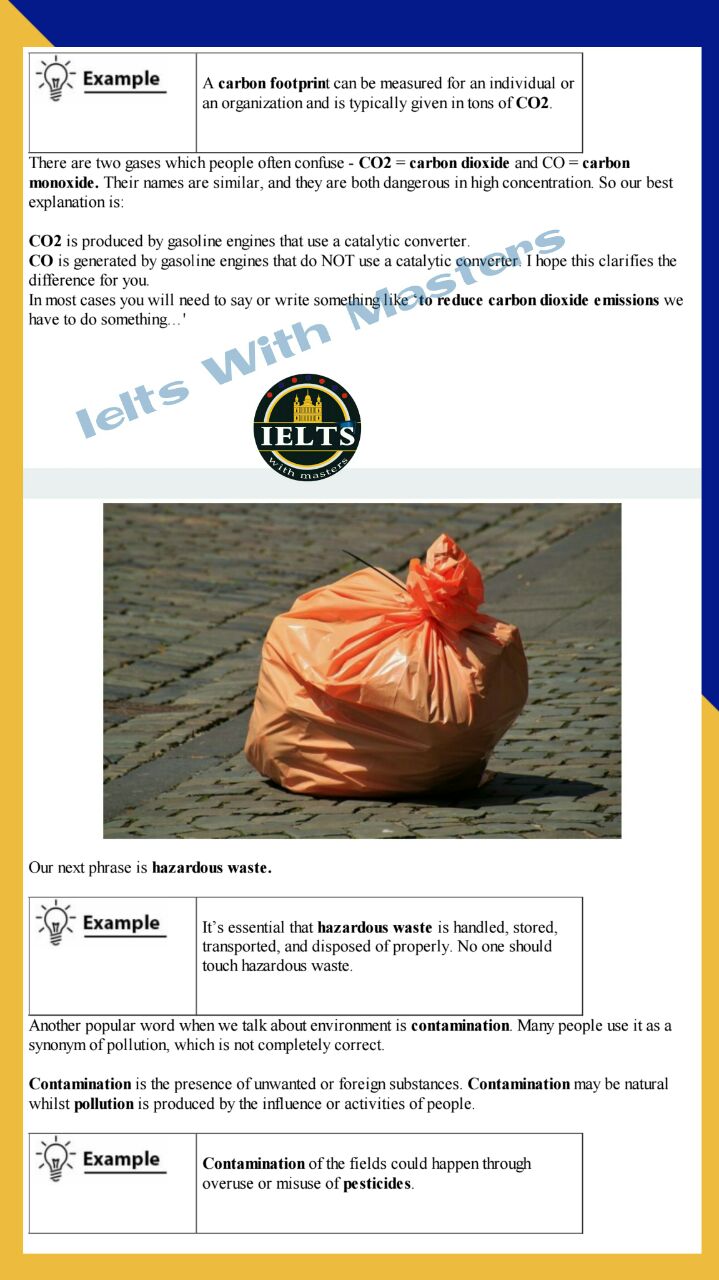 Example
A carbon footprint can be measured for an individual or
an organization and is typically given in tons of CO2.
There are two gases which people often confuse - CO2 = carbon dioxide and CO = carbon
monoxide. Their names are similar, and they are both dangerous in high concentration. So our best
explanation is:
CO2 is produced by gasoline engines that use a catalytic converter.
CO is generated by gasoline engines that do NOT use a catalytic converter. I hope this clarifies the
difference for you.
In most cases you will need to say or write something like ‘to reduce carbon dioxide emissions we
have to do something…'
Ielts With Masters
IELTS
with masters
Our next phrase is hazardous waste.
Example
It’s essential that hazardous waste is handled, stored,
transported, and disposed of properly. No one should
touch hazardous waste.
Another popular word when we talk about environment is contamination. Many people use it as a
synonym of pollution, which is not completely correct.
Contamination is the presence of unwanted or foreign substances. Contamination may be natural
whilst pollution is produced by the influence or activities of people.
Example
Contamination of the fields could happen through
overuse or misuse of pesticides.